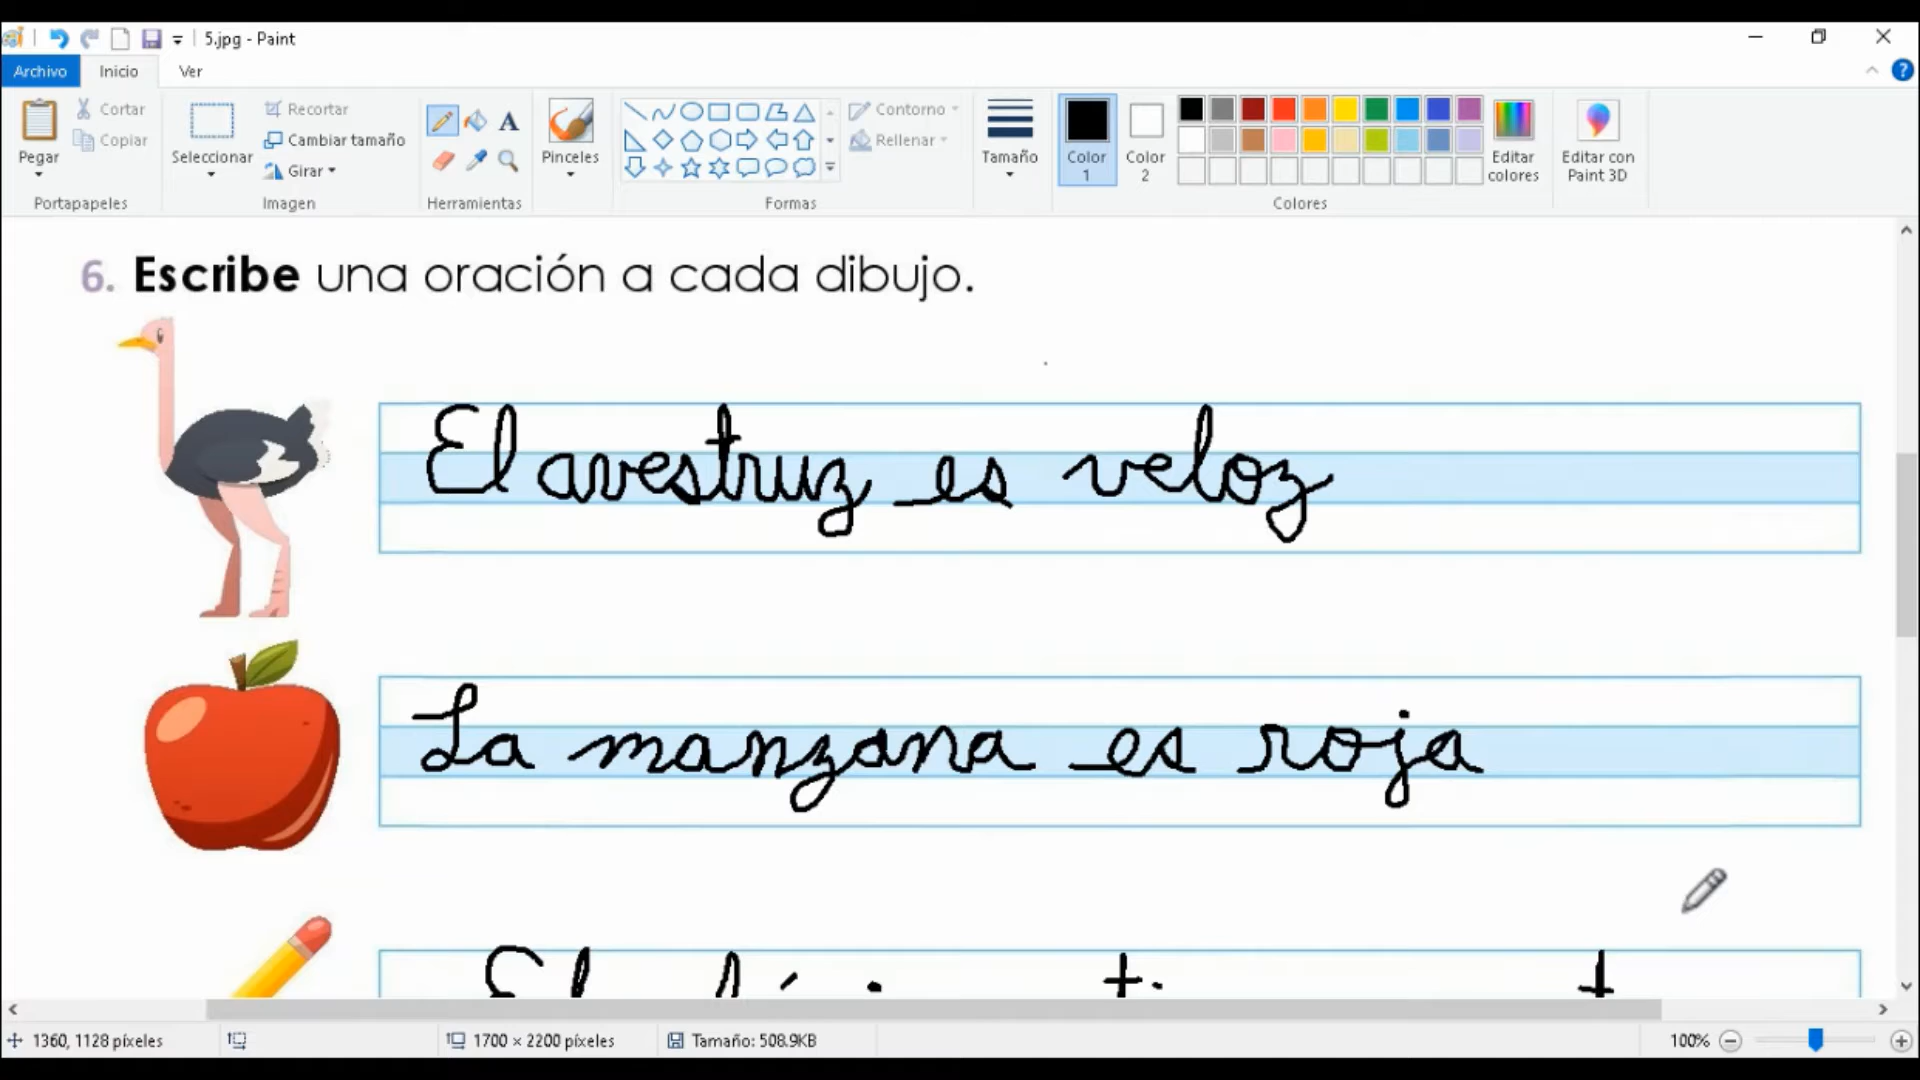 5.jpg - Paint
Archivo Inicio Ver
Pegar Cortar Copiar Portapapeles
Seleccionar Recortar Cambiar tamaño Girar Imagen
A Herramientas
Pinceles
Formas Contorno Rellenar
Tamaño
Color 1 Color 2 Editar colores Colores
Editar con Paint 3D
6. Escribe una oración a cada dibujo.
El avestruz es veloz
La manzana es roja
El
1360, 1128 píxeles 1700 × 2200 píxeles Tamaño: 508.9KB 100%